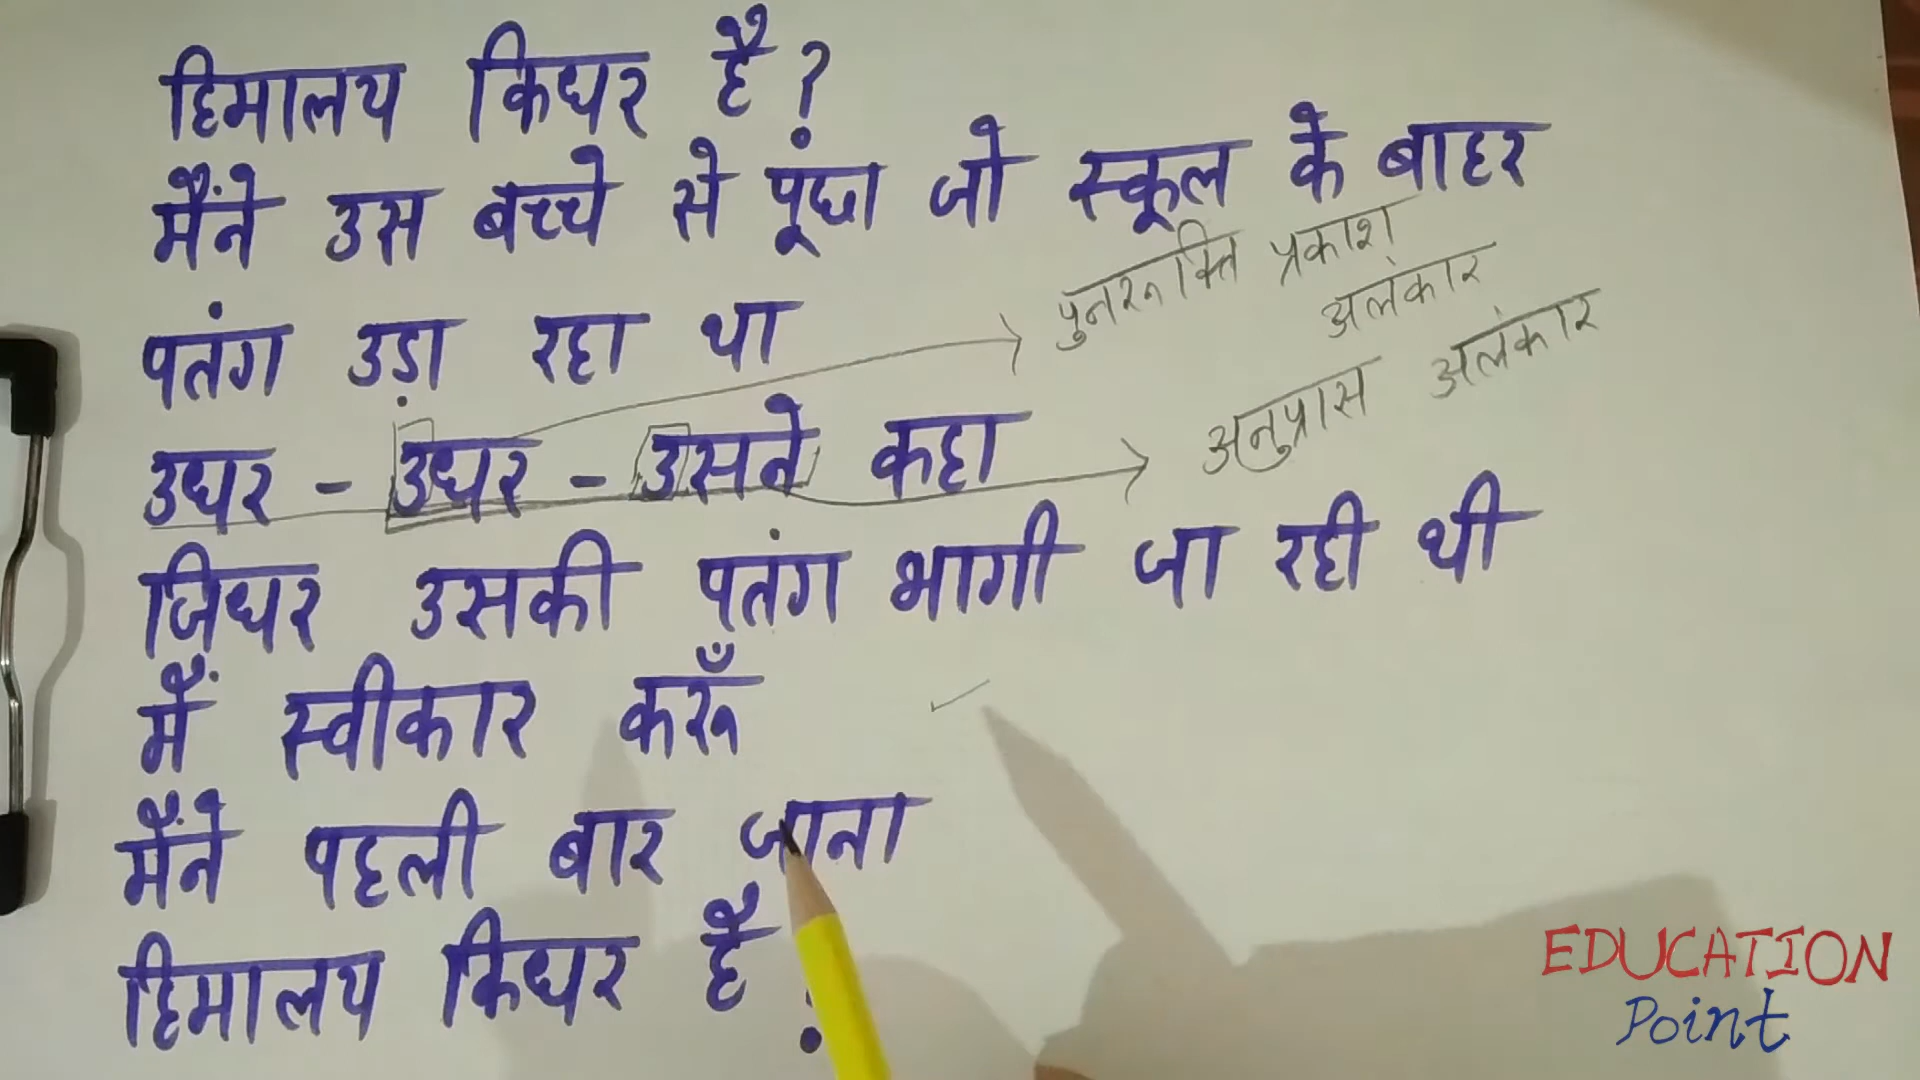 हिमालय किधर है?
मैंने उस बच्चे से पूंछा जो स्कूल के बाहर
पतंग उड़ा रहा था
पुनरूक्ति प्रकाश
अलंकार
उधर - उधर - उसने कहा
अनुप्रास अलंकार
जिधर उसकी पतंग भागी जा रही थी
मैं स्वीकार करूँ
मैंने पहली बार जाना
हिमालय किधर है?
EDUCATION
Point